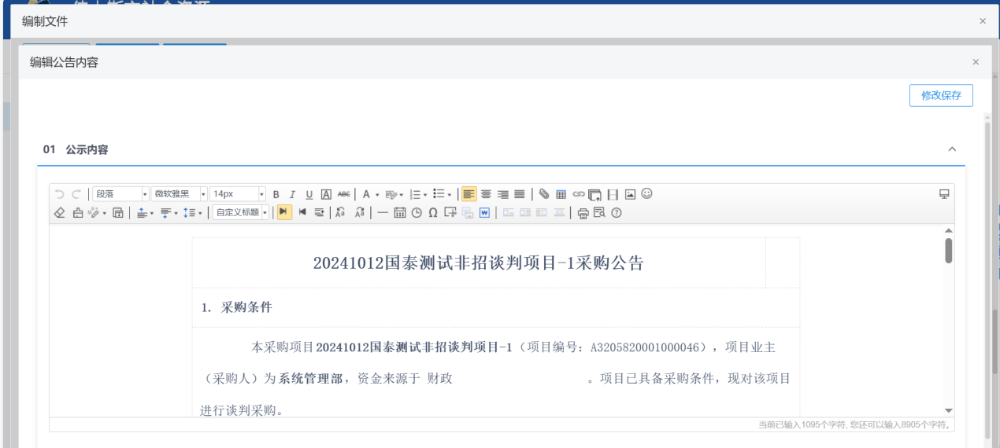 编制文件
编辑公告内容
修改保存
01 公示内容
段落 微软雅黑 14px
自定义标题
20241012国泰测试非招谈判项目-1采购公告
1. 采购条件
本采购项目20241012国泰测试非招谈判项目-1（项目编号：A3205820001000046），项目业主
（采购人）为系统管理部，资金来源于 财政 。项目已具备采购条件，现对该项目
进行谈判采购。
当前已输入1095个字符, 您还可以输入8905个字符。